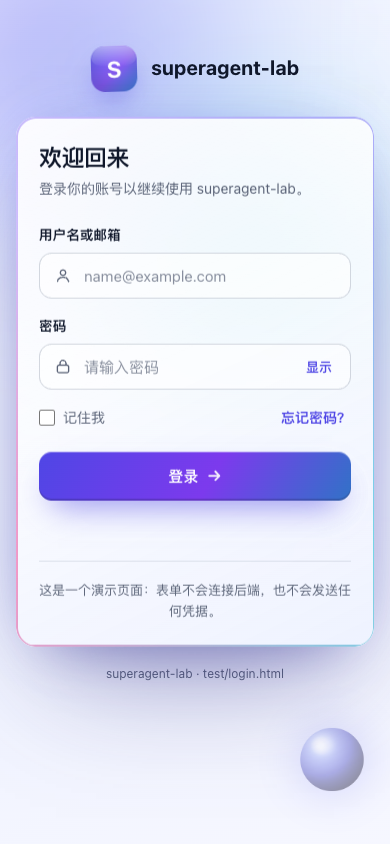 S
superagent-lab
欢迎回来
登录你的账号以继续使用 superagent-lab。
用户名或邮箱
name@example.com
密码
请输入密码
显示
记住我
忘记密码?
登录 →
这是一个演示页面：表单不会连接后端，也不会发送任
何凭据。
superagent-lab · test/login.html